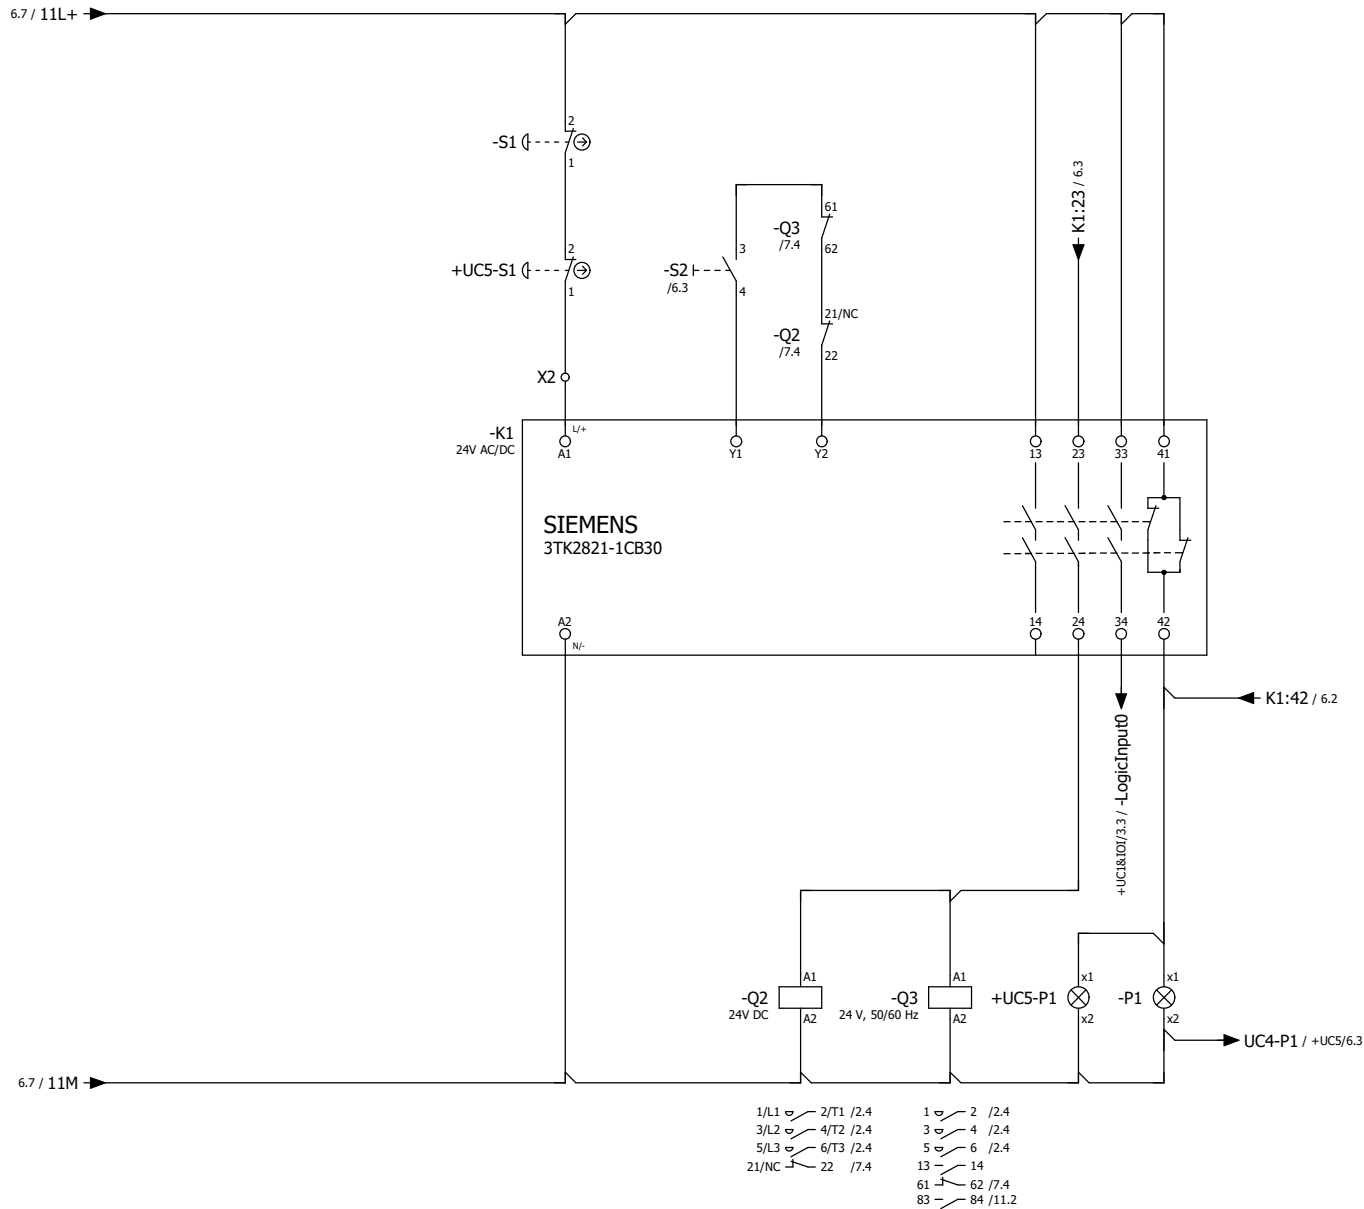 6.7 / 11L+
2
-S1
1
K1:23 / 6.3
61
-Q3
/7.4
62
2
+UC5-S1
1
3
-S2
/6.3
4
21/NC
-Q2
/7.4
22
X2
-K1
24V AC/DC
L/+
A1
Y1
Y2
13
23
33
41
SIEMENS
3TK2821-1CB30
A2
N/-
14
24
34
42
K1:42 / 6.2
+UC1&IOI/3.3 / -LogicInput0
A1
-Q2
24V DC
A2
A1
-Q3
24 V, 50/60 Hz
A2
x1
+UC5-P1
x2
x1
-P1
x2
UC4-P1 / +UC5/6.3
6.7 / 11M
1/L1 2/T1 /2.4
3/L2 4/T2 /2.4
5/L3 6/T3 /2.4
21/NC 22 /7.4
1 2 /2.4
3 4 /2.4
5 6 /2.4
13 14
61 62 /7.4
83 84 /11.2